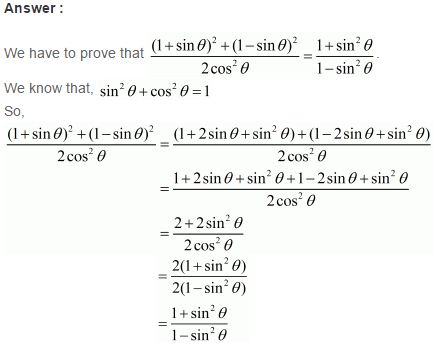 Answer :
We have to prove that ((1+sin θ)² + (1−sin θ)²)/(2cos² θ) = (1+sin² θ)/(1−sin² θ).
We know that, sin² θ + cos² θ = 1
So,
((1+sin θ)² + (1−sin θ)²)/(2cos² θ) = ((1+2sin θ+sin² θ)+(1−2sin θ+sin² θ))/(2cos² θ)
= (1+2sin θ+sin² θ+1−2sin θ+sin² θ)/(2cos² θ)
= (2+2sin² θ)/(2cos² θ)
= (2(1+sin² θ))/(2(1−sin² θ))
= (1+sin² θ)/(1−sin² θ)